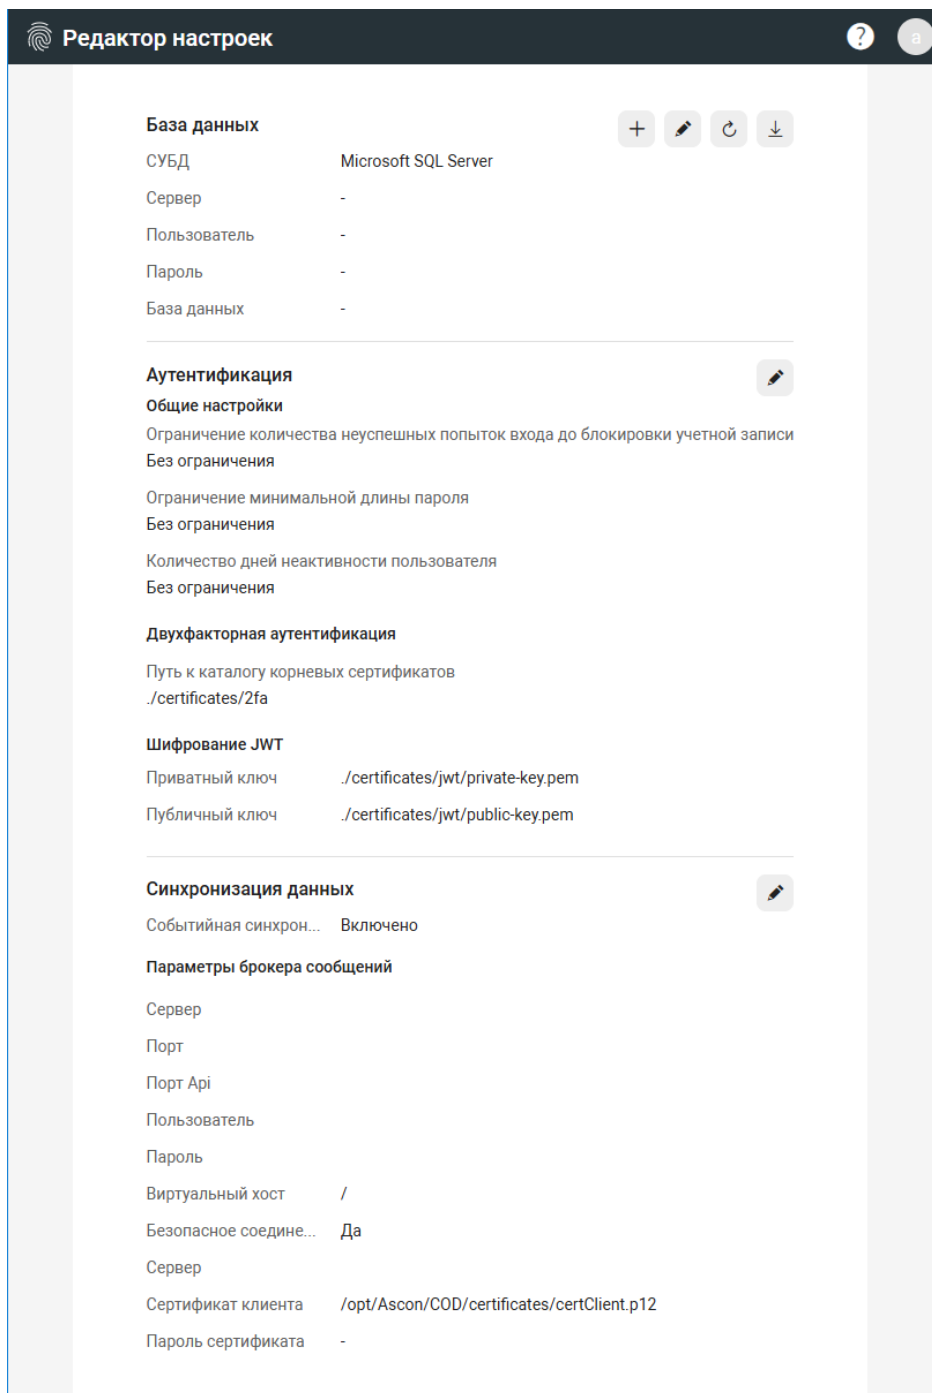 Редактор настроек
?
a
База данных
СУБД Microsoft SQL Server
Сервер -
Пользователь -
Пароль -
База данных -
Аутентификация
Общие настройки
Ограничение количества неуспешных попыток входа до блокировки учетной записи
Без ограничения
Ограничение минимальной длины пароля
Без ограничения
Количество дней неактивности пользователя
Без ограничения
Двухфакторная аутентификация
Путь к каталогу корневых сертификатов
./certificates/2fa
Шифрование JWT
Приватный ключ ./certificates/jwt/private-key.pem
Публичный ключ ./certificates/jwt/public-key.pem
Синхронизация данных
Событийная синхрон... Включено
Параметры брокера сообщений
Сервер
Порт
Порт Api
Пользователь
Пароль
Виртуальный хост /
Безопасное соедине... Да
Сервер
Сертификат клиента /opt/Ascon/COD/certificates/certClient.p12
Пароль сертификата -